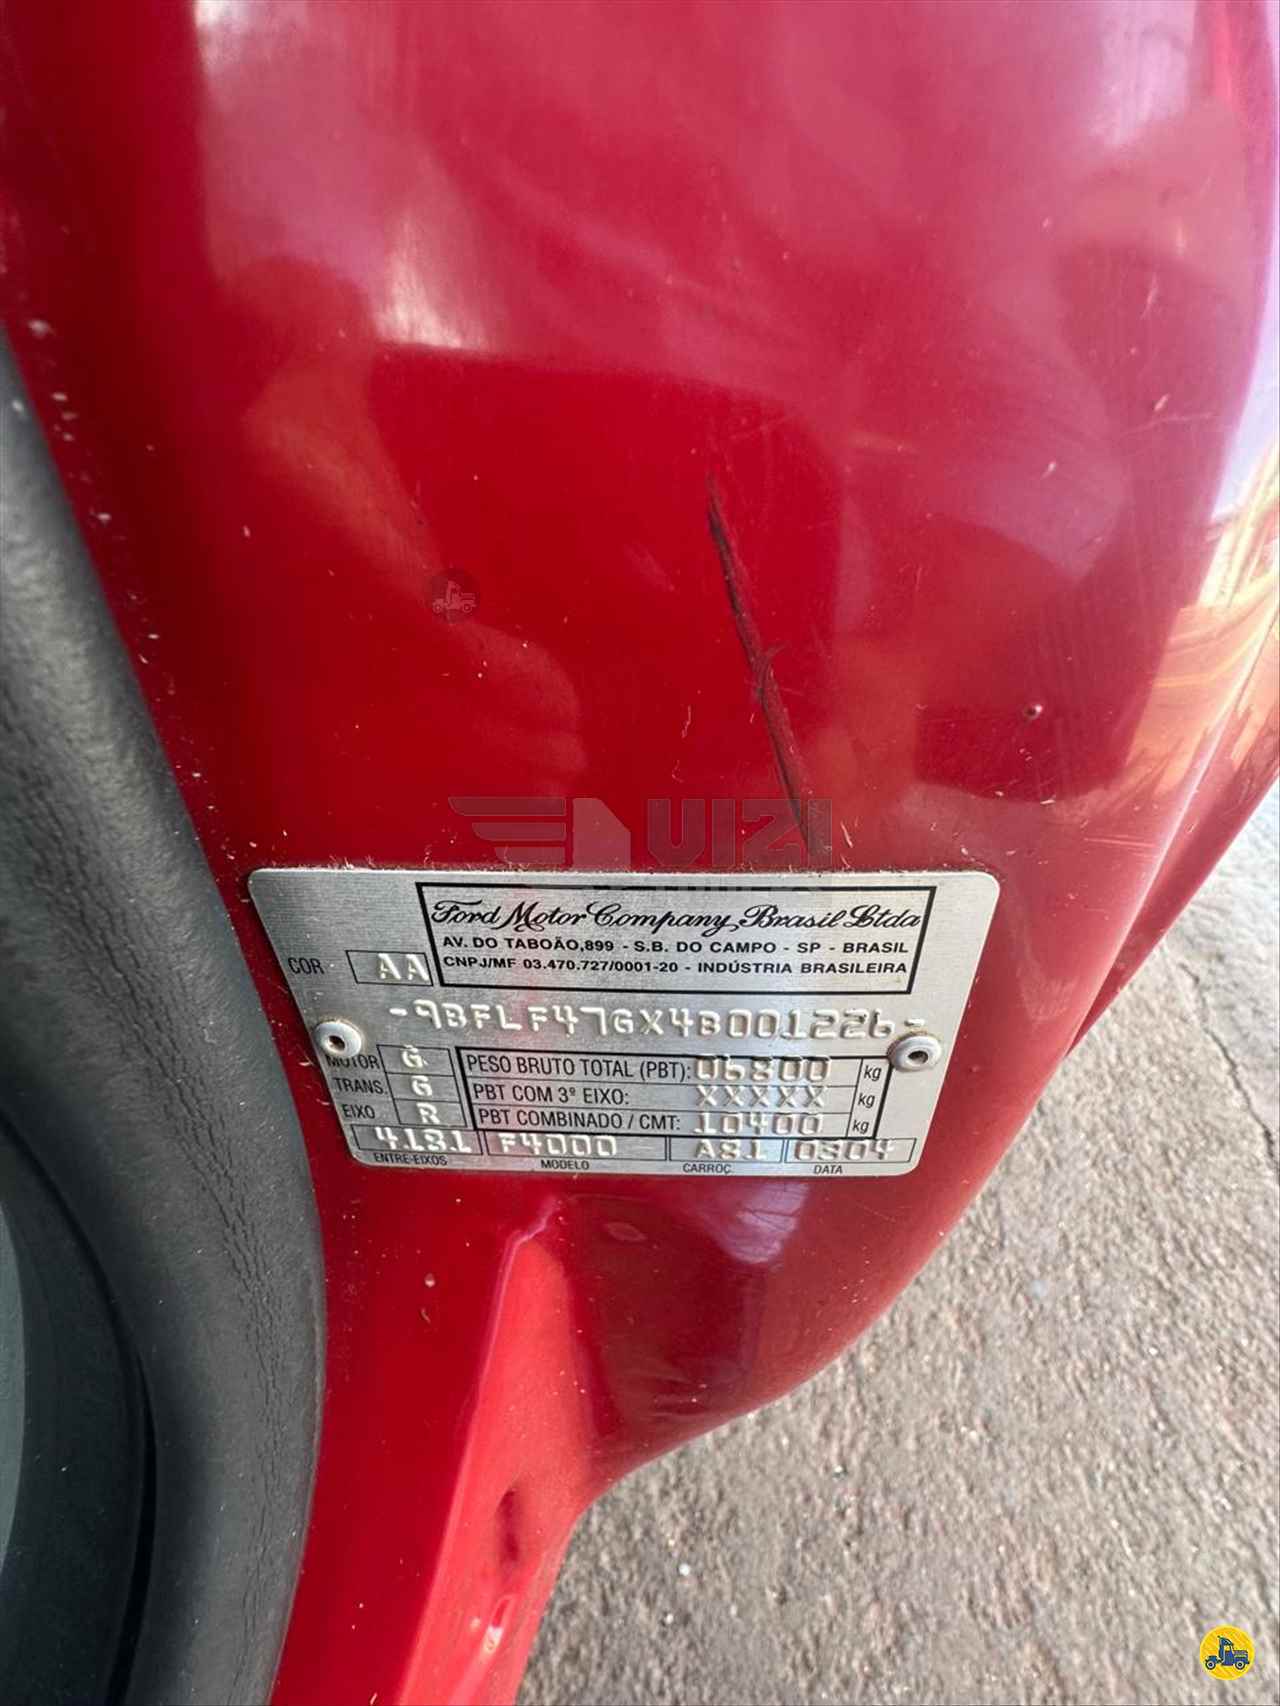 VIZI
Ford Motor Company Brasil Ltda
AV. DO TABOÃO,899 - S.B. DO CAMPO - SP - BRASIL
CNPJ/MF 03.470.727/0001-20 - INDÚSTRIA BRASILEIRA
COR AA
-9BFLF47GX4B001226-
MOTOR G PESO BRUTO TOTAL (PBT): 06800 kg
TRANS. G PBT COM 3º EIXO: XXXXX kg
EIXO R PBT COMBINADO / CMT: 10400 kg
4181 F4000 A81 0304
ENTRE-EIXOS MODELO CARROÇ. DATA